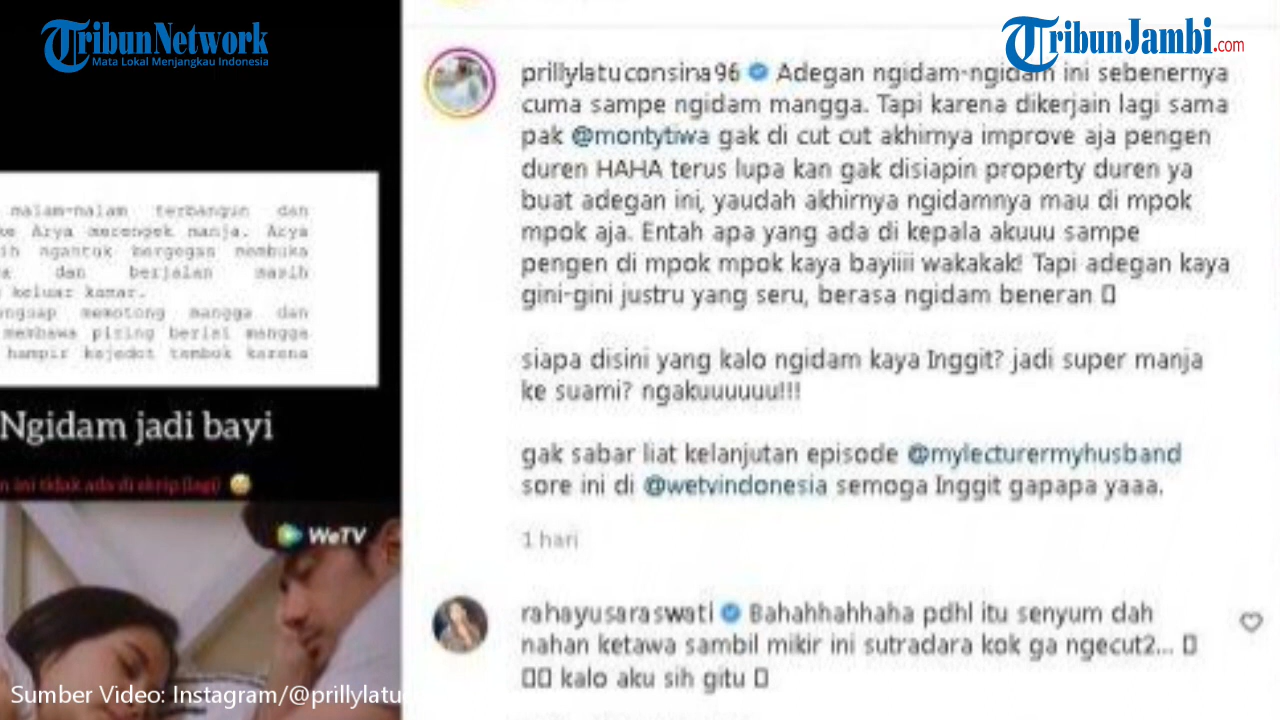 TribunNetwork
Mata Lokal Menjangkau Indonesia
TribunJambi.com
malam-malam terbangun dan
ke Arya merengek manja. Arya
ih ngantuk bergegas membuka
a dan berjalan masih
keluar kamar.
nguap memotong mangga dan
membawa piring berisi mangga
hampir kejedot tembok karena
Ngidam jadi bayi
n ini tidak ada di skrip (lagi)
WeTV
Sumber Video: Instagram/@prillylatu
prillylatuconsina96 Adegan ngidam-ngidam ini sebenernya
cuma sampe ngidam mangga. Tapi karena dikerjain lagi sama
pak @montytiwa gak di cut cut akhirnya improve aja pengen
duren HAHA terus lupa kan gak disiapin property duren ya
buat adegan ini, yaudah akhirnya ngidamnya mau di mpok
mpok aja. Entah apa yang ada di kepala akuuu sampe
pengen di mpok mpok kaya bayiiii wakakak! Tapi adegan kaya
gini-gini justru yang seru, berasa ngidam beneran
siapa disini yang kalo ngidam kaya Inggit? jadi super manja
ke suami? ngakuuuuuu!!!
gak sabar liat kelanjutan episode @mylecturermyhusband
sore ini di @wetvindonesia semoga Inggit gapapa yaaa.
1 hari
rahayusaraswati Bahahhahhaha pdhl itu senyum dah
nahan ketawa sambil mikir ini sutradara kok ga ngecut2...
kalo aku sih gitu